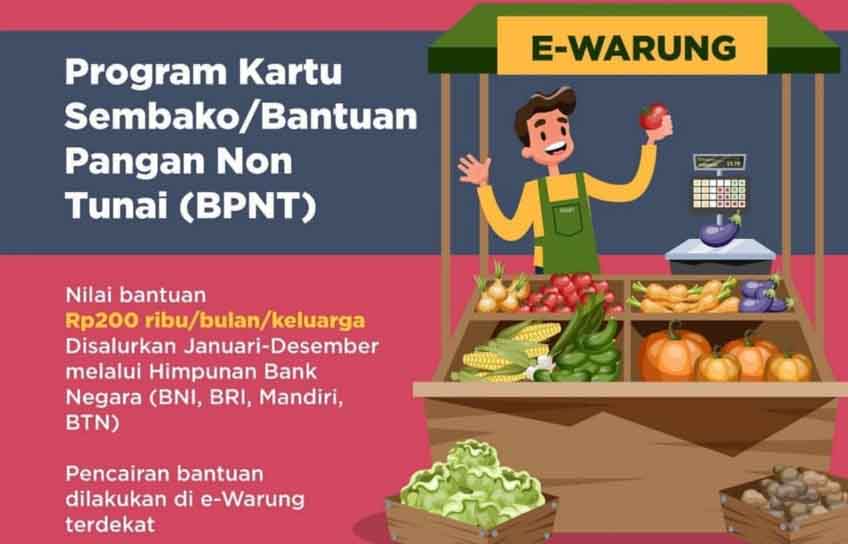 E-WARUNG
Program Kartu
Sembako/Bantuan
Pangan Non
Tunai (BPNT)
Nilai bantuan
Rp200 ribu/bulan/keluarga
Disalurkan Januari-Desember
melalui Himpunan Bank
Negara (BNI, BRI, Mandiri,
BTN)
Pencairan bantuan
dilakukan di e-Warung
terdekat